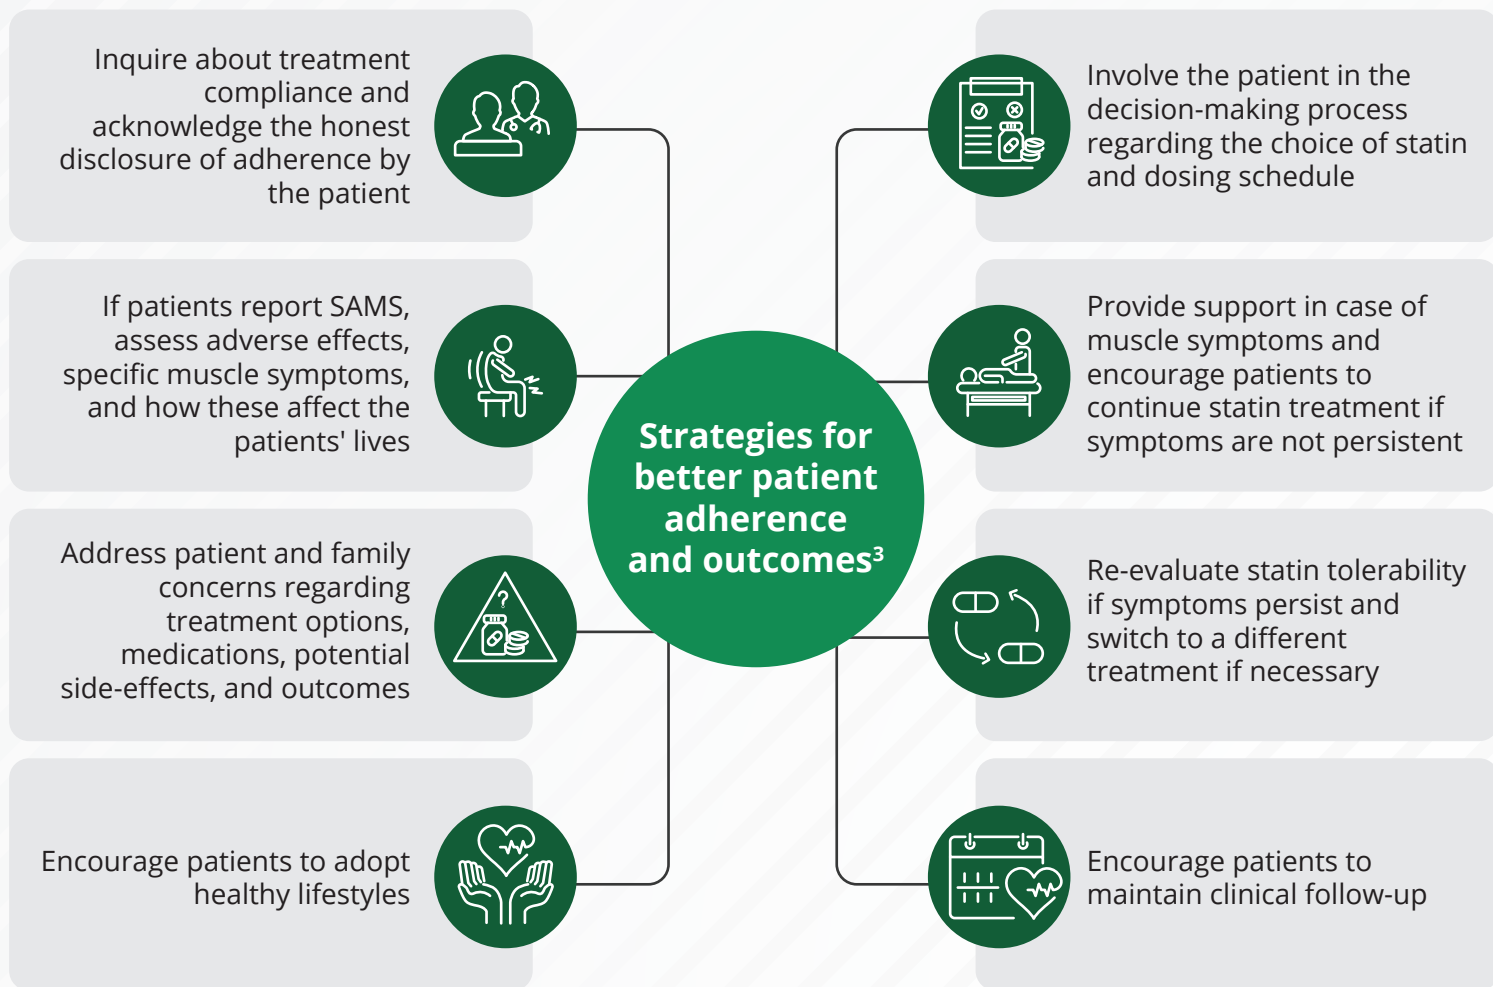 Inquire about treatment
compliance and
acknowledge the honest
disclosure of adherence by
the patient
If patients report SAMS,
assess adverse effects,
specific muscle symptoms,
and how these affect the
patients' lives
Address patient and family
concerns regarding
treatment options,
medications, potential
side-effects, and outcomes
Encourage patients to adopt
healthy lifestyles
Strategies for
better patient
adherence
and outcomes³
Involve the patient in the
decision-making process
regarding the choice of statin
and dosing schedule
Provide support in case of
muscle symptoms and
encourage patients to
continue statin treatment if
symptoms are not persistent
Re-evaluate statin tolerability
if symptoms persist and
switch to a different
treatment if necessary
Encourage patients to
maintain clinical follow-up